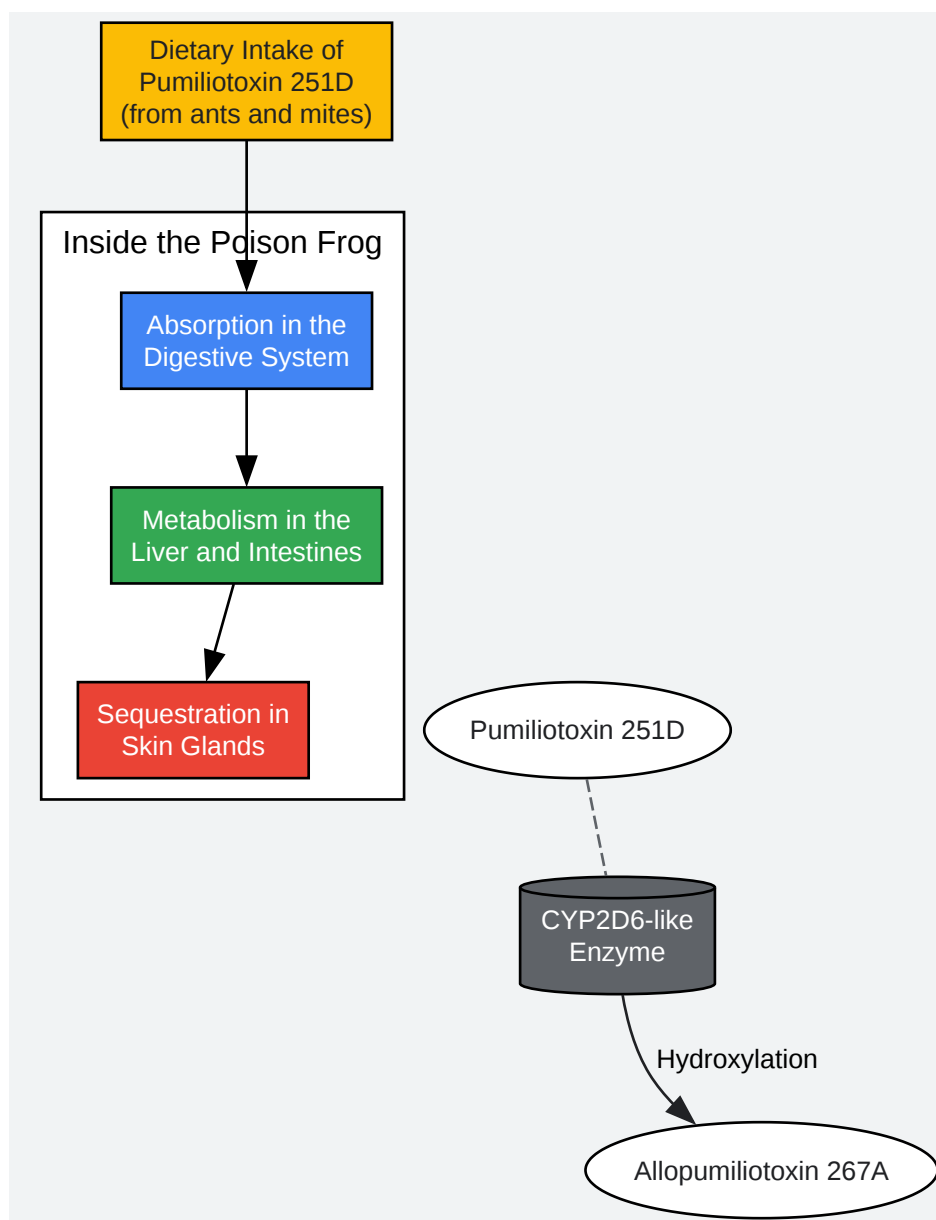 Dietary Intake of
Pumiliotoxin 251D
(from ants and mites)
Inside the Poison Frog
Absorption in the
Digestive System
Metabolism in the
Liver and Intestines
Sequestration in
Skin Glands
Pumiliotoxin 251D
CYP2D6-like
Enzyme
Hydroxylation
Allopumiliotoxin 267A